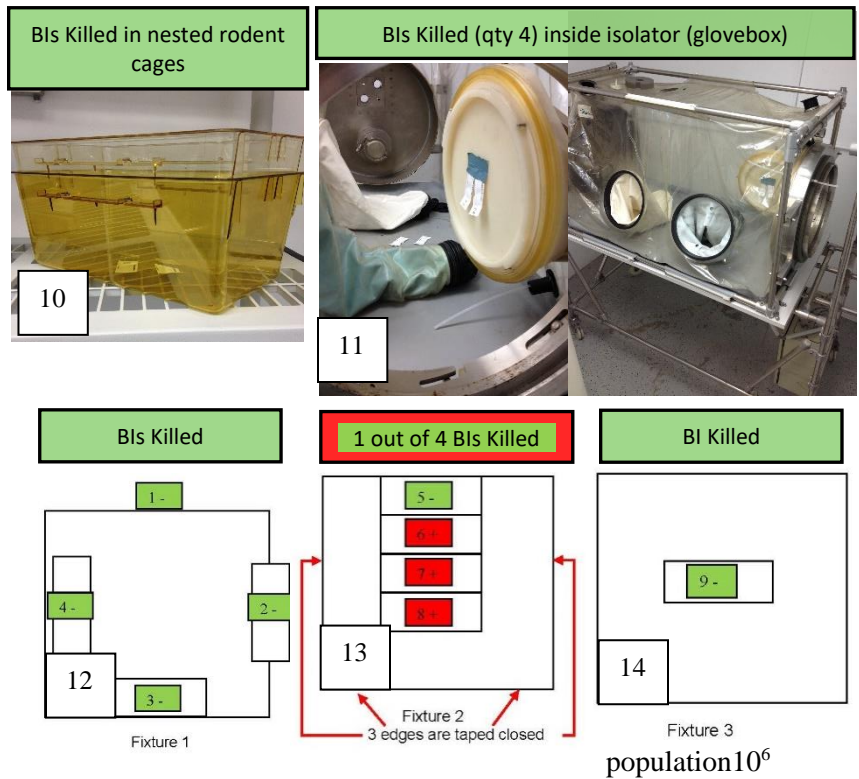 BIs Killed in nested rodent
cages
BIs Killed (qty 4) inside isolator (glovebox)
10
11
BIs Killed
1 out of 4 BIs Killed
BI Killed
1 -
4 -
2 -
3 -
12
Fixture 1
5 -
6 +
7 +
8 +
13
Fixture 2
3 edges are taped closed
9 -
14
Fixture 3
population10⁶